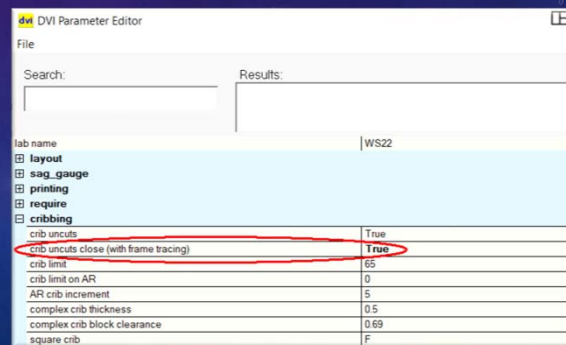 dvi DVI Parameter Editor
File
Search: Results:
lab name WS22
layout
sag_gauge
printing
require
cribbing
crib uncuts True
crib uncuts close (with frame tracing) True
crib limit 65
crib limit on AR 0
AR crib increment 5
complex crib thickness 0.5
complex crib block clearance 0.69
square crib F